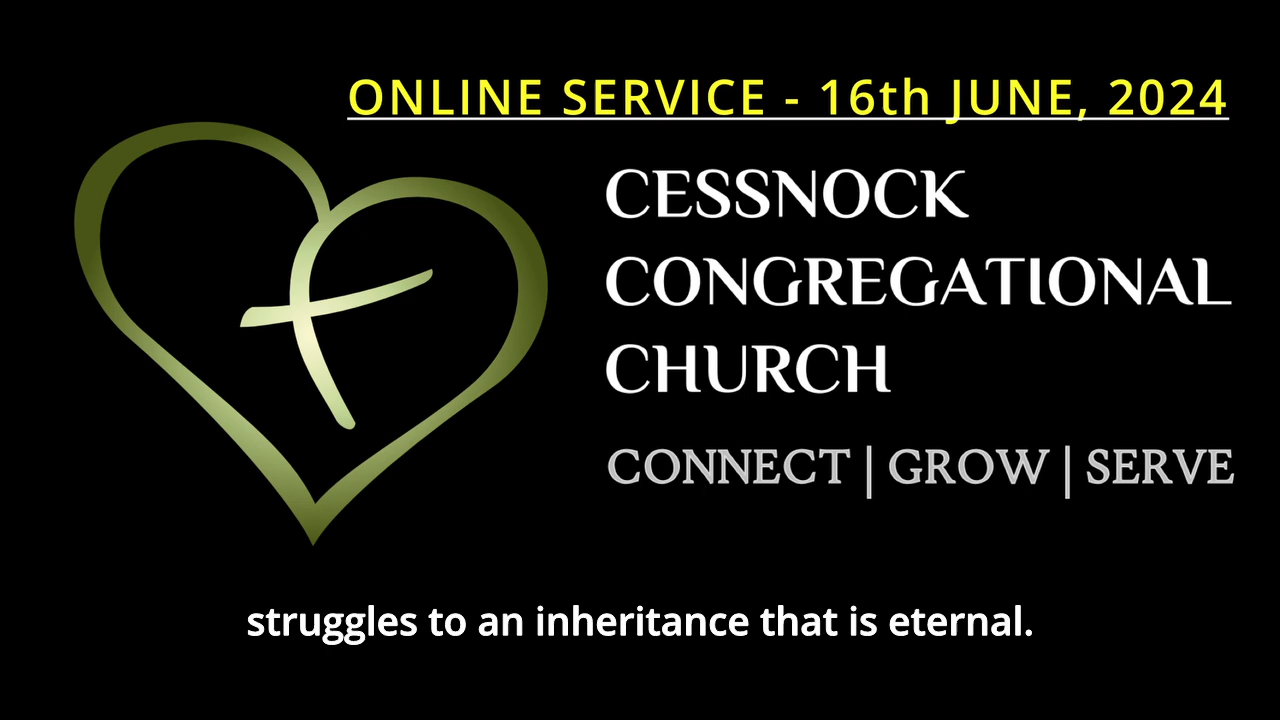 ONLINE SERVICE - 16th JUNE, 2024
CESSNOCK
CONGREGATIONAL
CHURCH
CONNECT | GROW | SERVE
struggles to an inheritance that is eternal.